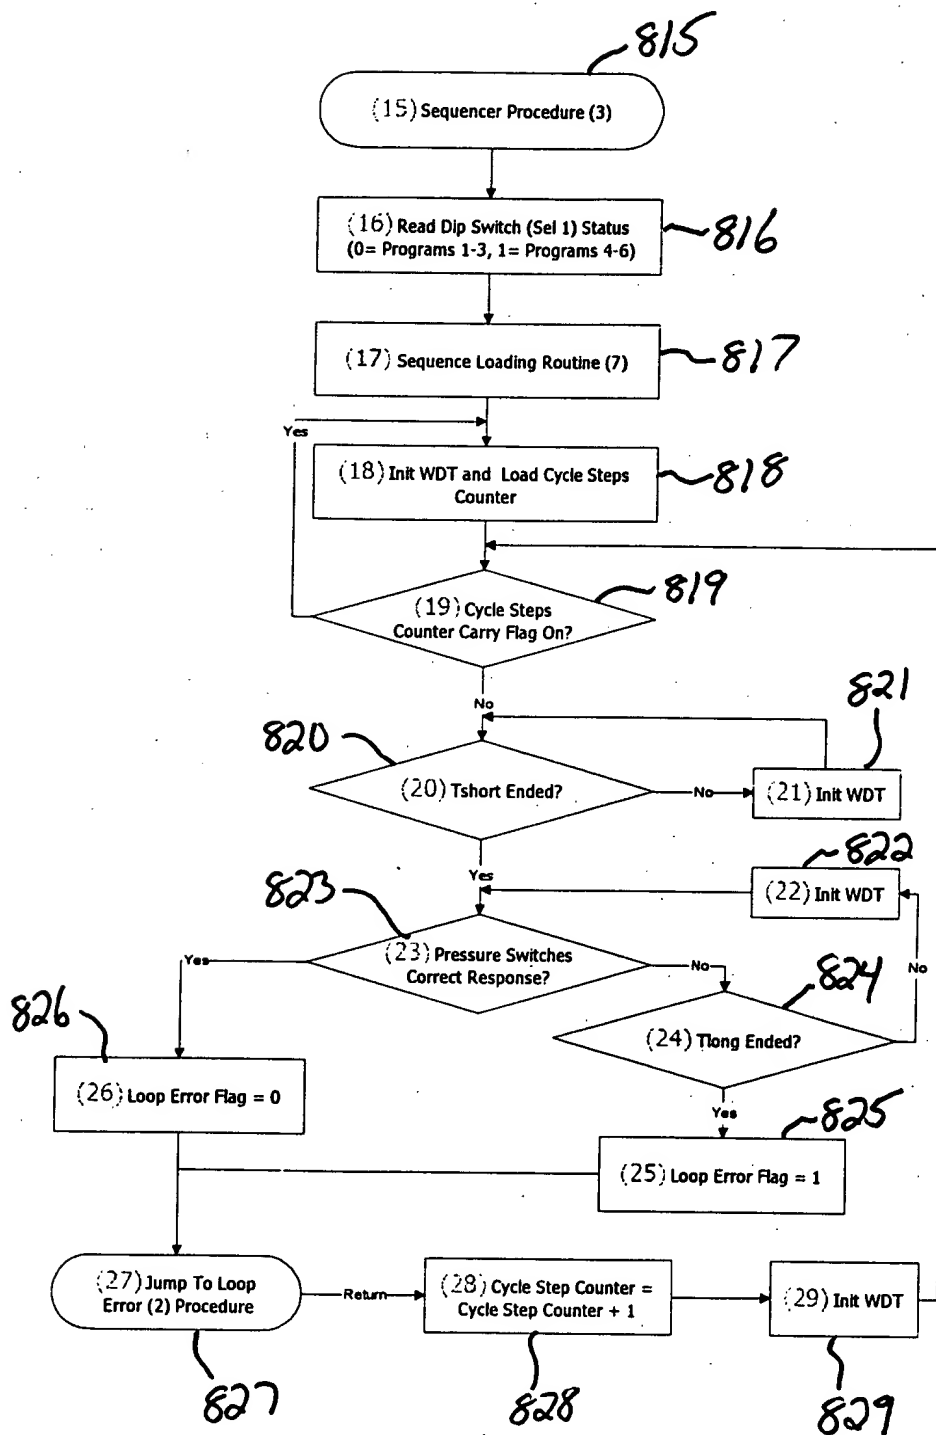 815
(15) Sequencer Procedure (3)
(16) Read Dip Switch (Sel 1) Status
(0= Programs 1-3, 1= Programs 4-6)
816
(17) Sequence Loading Routine (7)
817
Yes
(18) Init WDT and Load Cycle Steps
Counter
818
819
(19) Cycle Steps
Counter Carry Flag On?
No
821
820
(20) Tshort Ended?
No
(21) Init WDT
822
Yes
(22) Init WDT
823
(23) Pressure Switches
Correct Response?
Yes
No
No
824
826
(24) Tlong Ended?
(26) Loop Error Flag = 0
Yes
825
(25) Loop Error Flag = 1
(27) Jump To Loop
Error (2) Procedure
Return
(28) Cycle Step Counter =
Cycle Step Counter + 1
(29) Init WDT
827
828
829